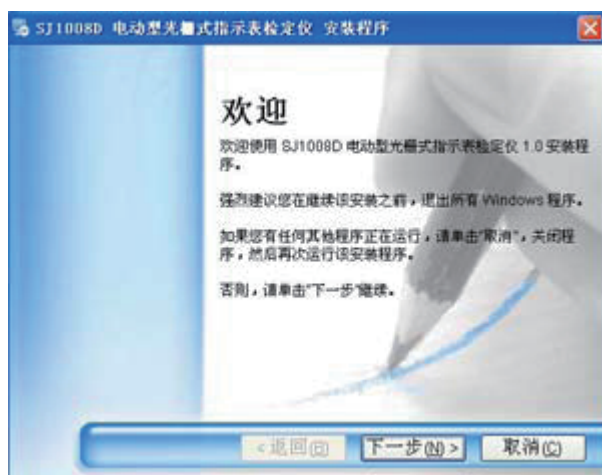 SJ1008D 电动型光栅式指示表检定仪 安装程序
欢迎
欢迎使用 SJ1008D 电动型光栅式指示表检定仪 1.0 安装程
序。
强烈建议您在继续该安装之前，退出所有 Windows 程序。
如果您有任何其他程序正在运行，请单击“取消”，关闭程
序，然后再次运行该安装程序。
否则，请单击“下一步”继续。
<返回(B) 下一步(N)> 取消(C)